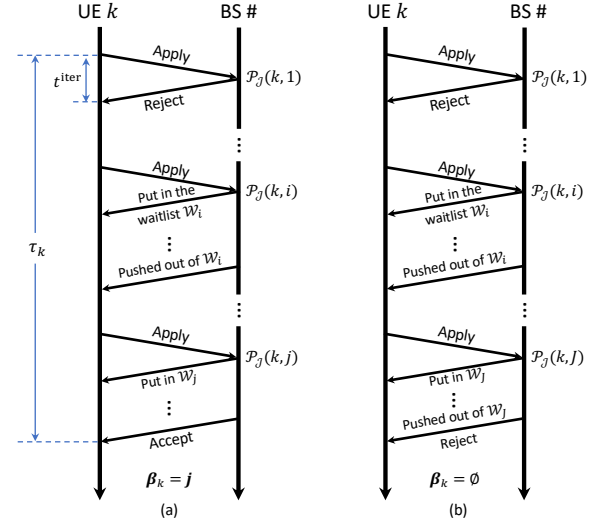 UE k BS #
Apply
𝒫_𝒥(k, 1)
t^iter
Reject
⋮
Apply
𝒫_𝒥(k, i)
Put in the
waitlist 𝒲_i
⋮
Pushed out of 𝒲_i
τ_k
⋮
Apply
𝒫_𝒥(k, j)
Put in 𝒲_j
⋮
Accept
β_k = j
(a)
UE k BS #
Apply
𝒫_𝒥(k, 1)
Reject
⋮
Apply
𝒫_𝒥(k, i)
Put in the
waitlist 𝒲_i
⋮
Pushed out of 𝒲_i
⋮
Apply
𝒫_𝒥(k, J)
Put in 𝒲_J
⋮
Pushed out of 𝒲_J
Reject
β_k = ∅
(b)